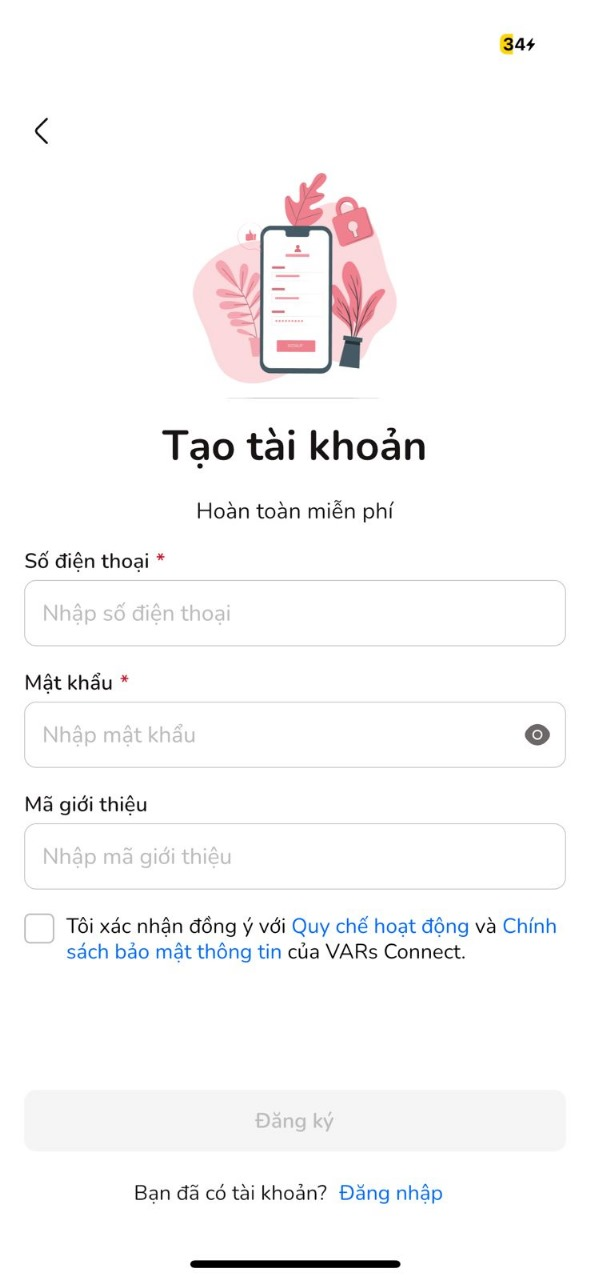 34
Tạo tài khoản
Hoàn toàn miễn phí
Số điện thoại *
Nhập số điện thoại
Mật khẩu *
Nhập mật khẩu
Mã giới thiệu
Nhập mã giới thiệu
Tôi xác nhận đồng ý với Quy chế hoạt động và Chính
sách bảo mật thông tin của VARs Connect.
Đăng ký
Bạn đã có tài khoản? Đăng nhập